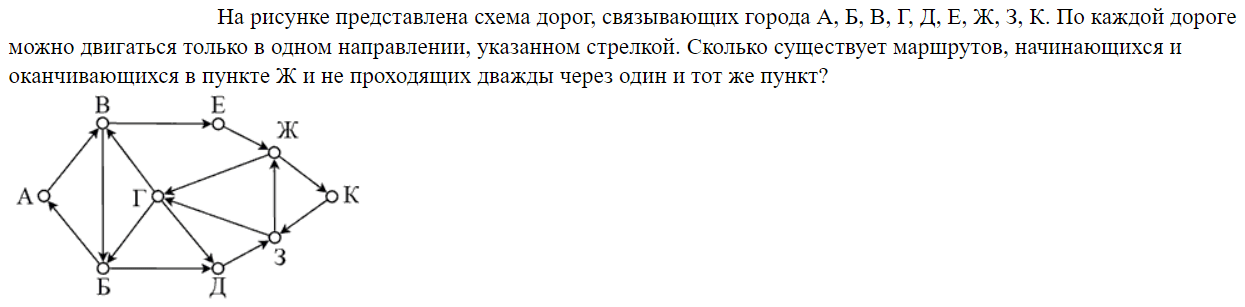 На рисунке представлена схема дорог, связывающих города А, Б, В, Г, Д, Е, Ж, З, К. По каждой дороге
можно двигаться только в одном направлении, указанном стрелкой. Сколько существует маршрутов, начинающихся и
оканчивающихся в пункте Ж и не проходящих дважды через один и тот же пункт?
В Е
Ж
А Г К
З
Б Д